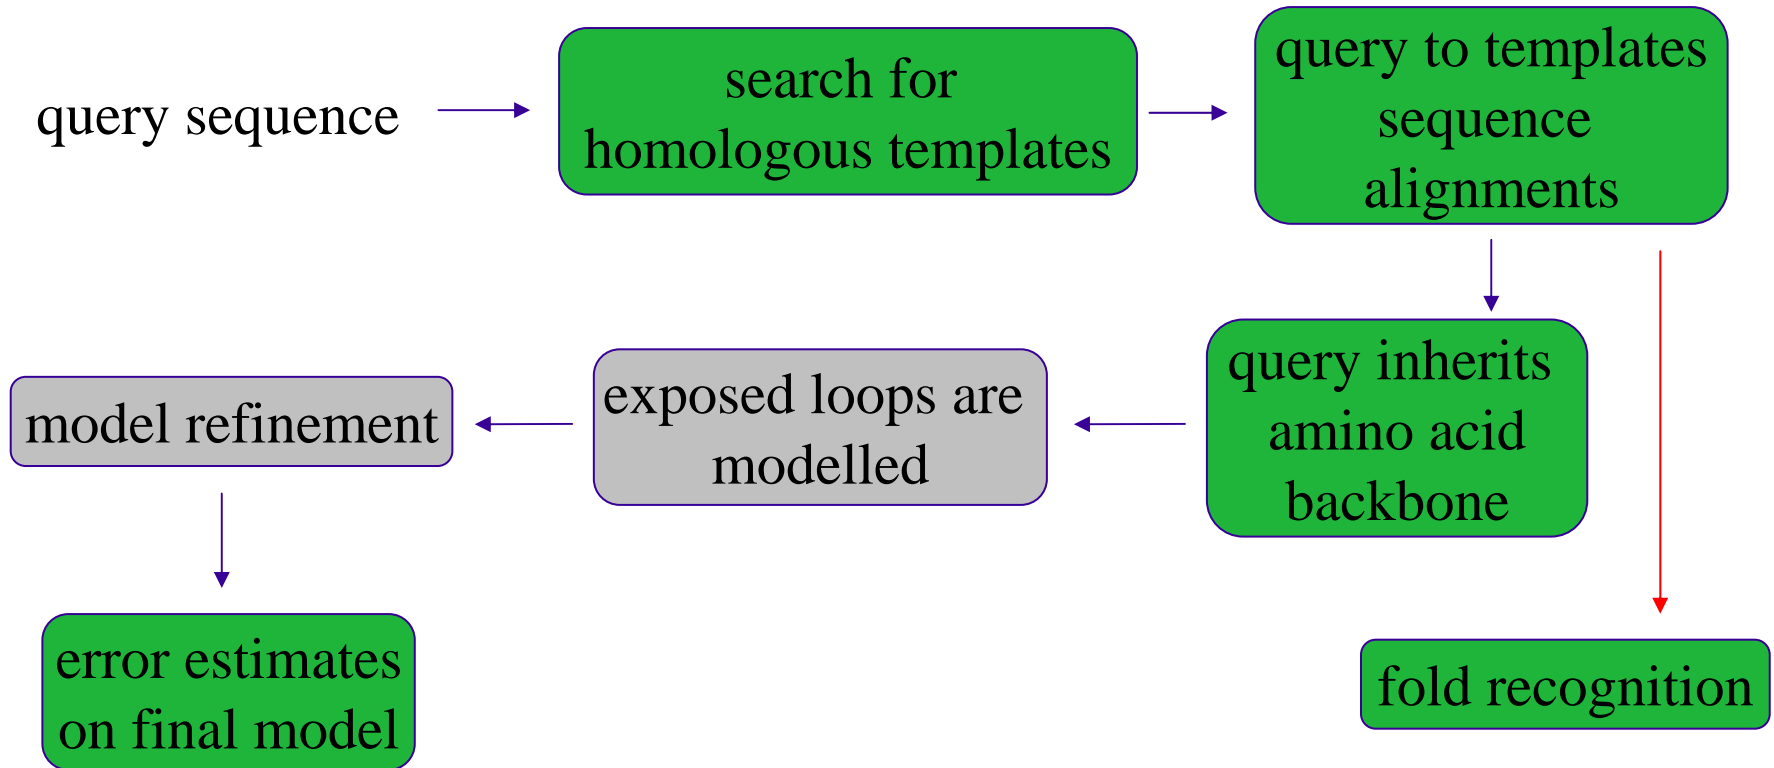 query sequence
search for
homologous templates
query to templates
sequence
alignments
query inherits
amino acid
backbone
exposed loops are
modelled
model refinement
error estimates
on final model
fold recognition